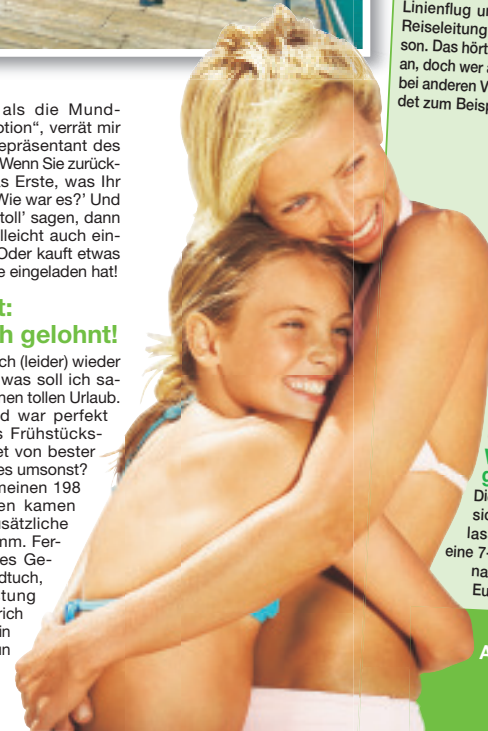 als die Mund-
otion“, verrät mir
epräsentant des
Wenn Sie zurück-
s Erste, was Ihr
Wie war es?‘ Und
toll‘ sagen, dann
lleicht auch ein-
Oder kauft etwas
e eingeladen hat!
t:
h gelohnt!
ch (leider) wieder
was soll ich sa-
nen tollen Urlaub.
d war perfekt
s Frühstücks-
et von bester
es umsonst?
neinen 198
en kamen
usätzliche
mm. Fer-
es Ge-
dtuch,
tung
rich
in
un
Linienflug u
Reiseleitung
son. Das hört
an, doch wer
bei anderen V
det zum Beisp
g
Di
sic
las
eine 7-
na
Eu
A